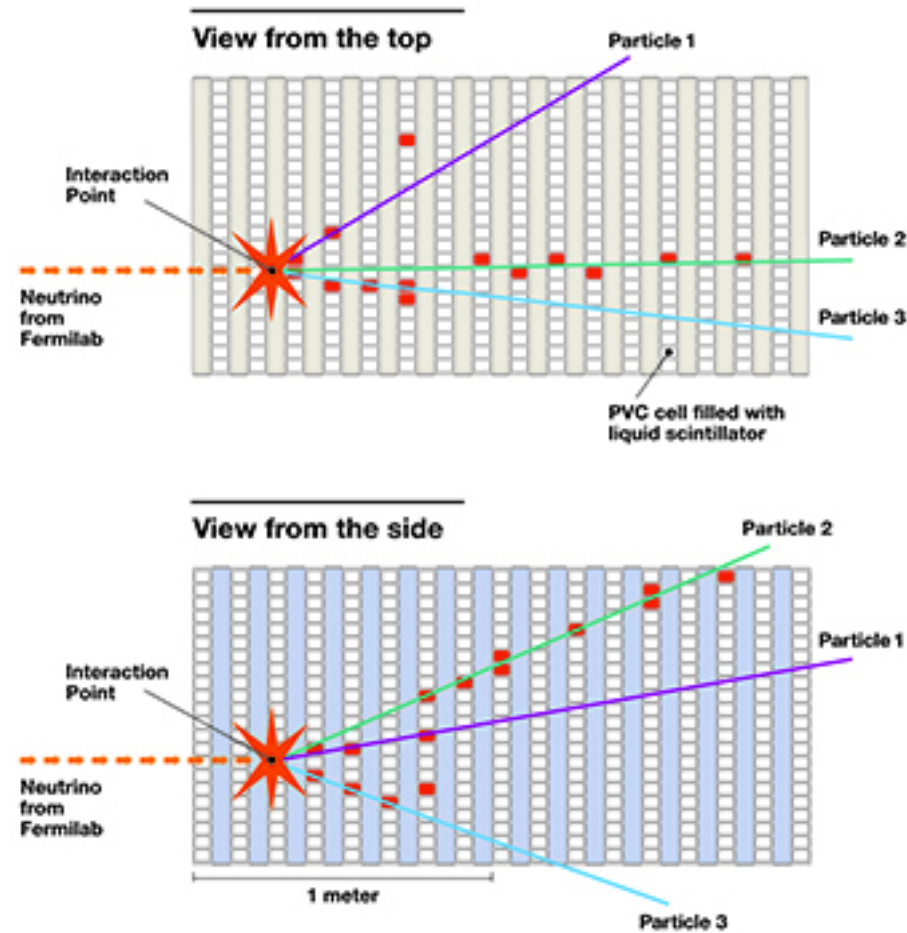 View from the top
Particle 1
Interaction
Point
Particle 2
Neutrino
from
Fermilab
Particle 3
PVC cell filled with
liquid scintillator
View from the side
Particle 2
Particle 1
Interaction
Point
Neutrino
from
Fermilab
1 meter
Particle 3